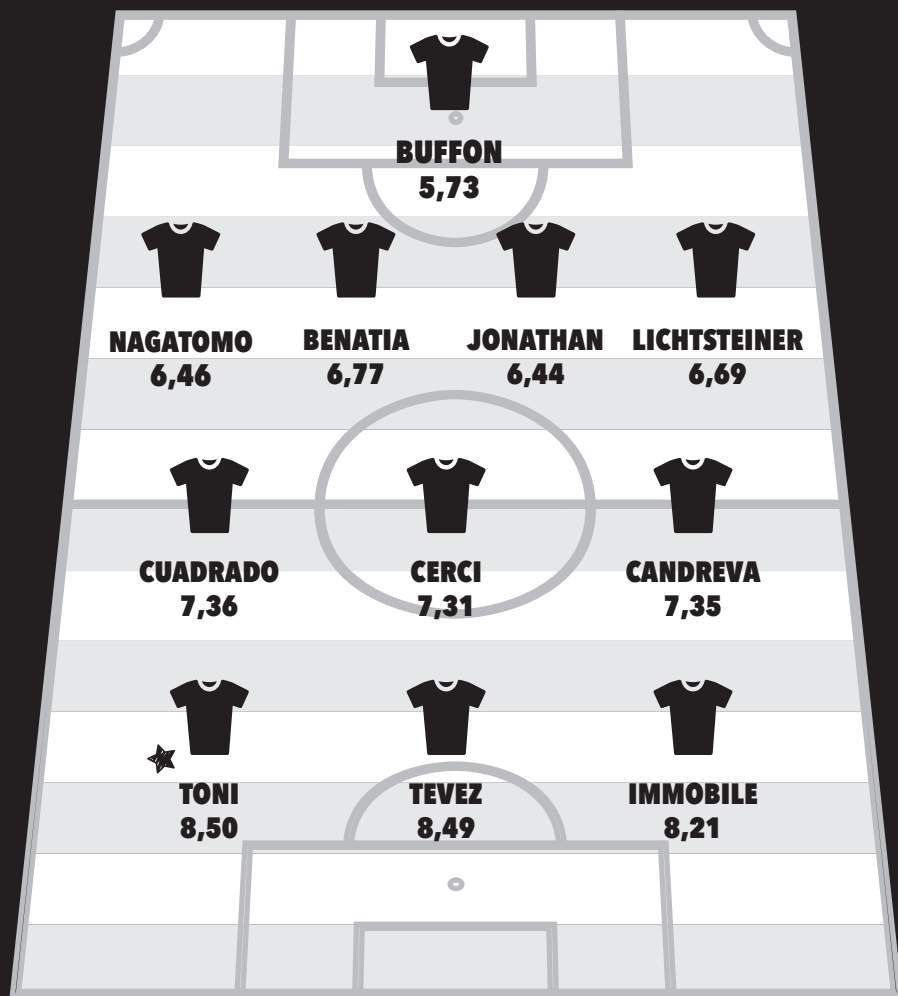 BUFFON
5,73
NAGATOMO BENATIA JONATHAN LICHTSTEINER
6,46 6,77 6,44 6,69
CUADRADO CERCI CANDREVA
7,36 7,31 7,35
TONI TEVEZ IMMOBILE
8,50 8,49 8,21